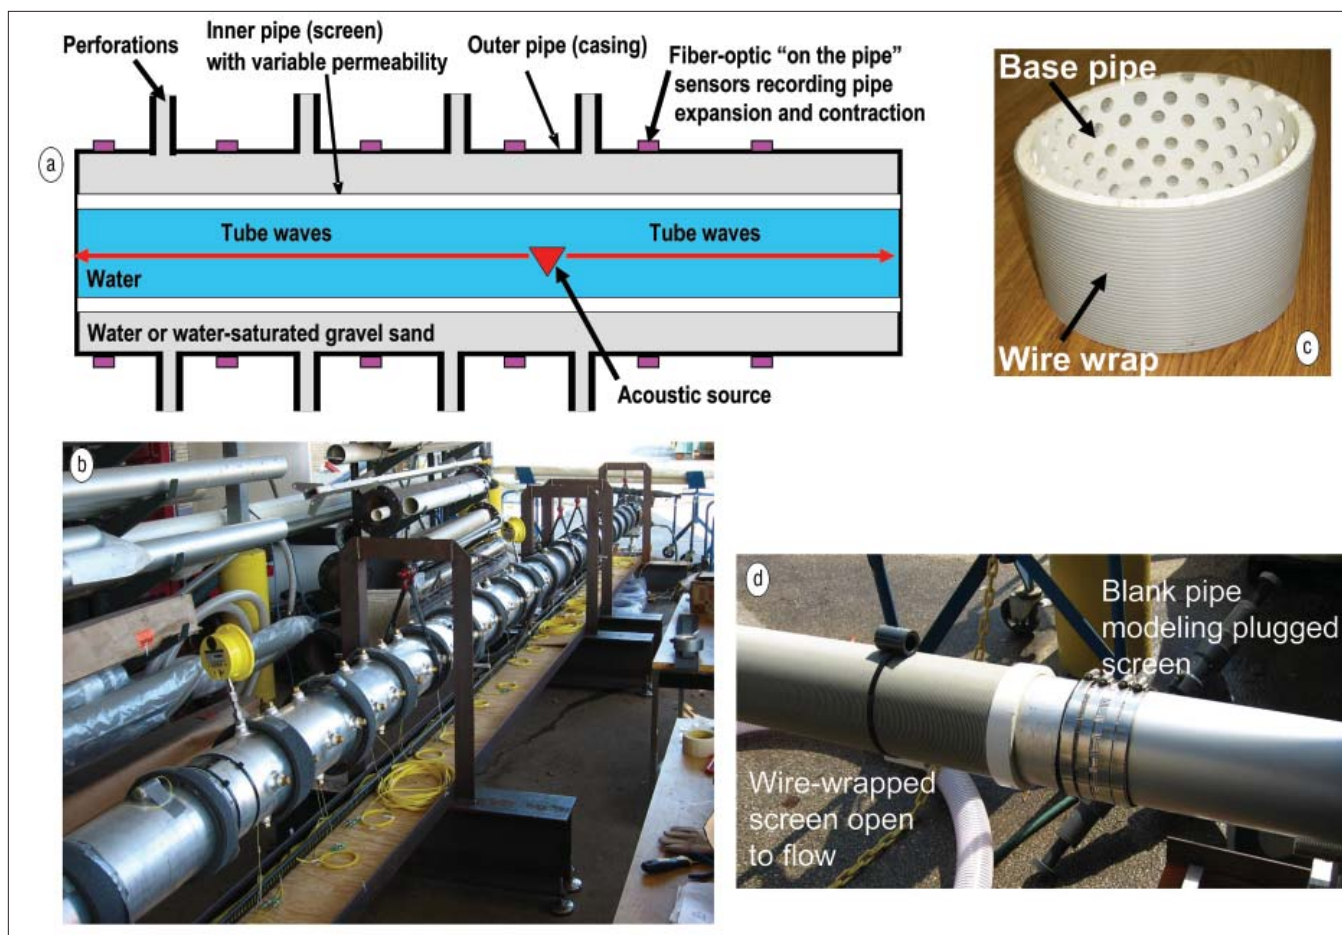 Perforations
Inner pipe (screen)
with variable permeability
Outer pipe (casing)
Fiber-optic “on the pipe”
sensors recording pipe
expansion and contraction
a
Tube waves
Tube waves
Water
Water or water-saturated gravel sand
Acoustic source
Base pipe
Wire wrap
c
b
d
Blank pipe
modeling plugged
screen
Wire-wrapped
screen open
to flow